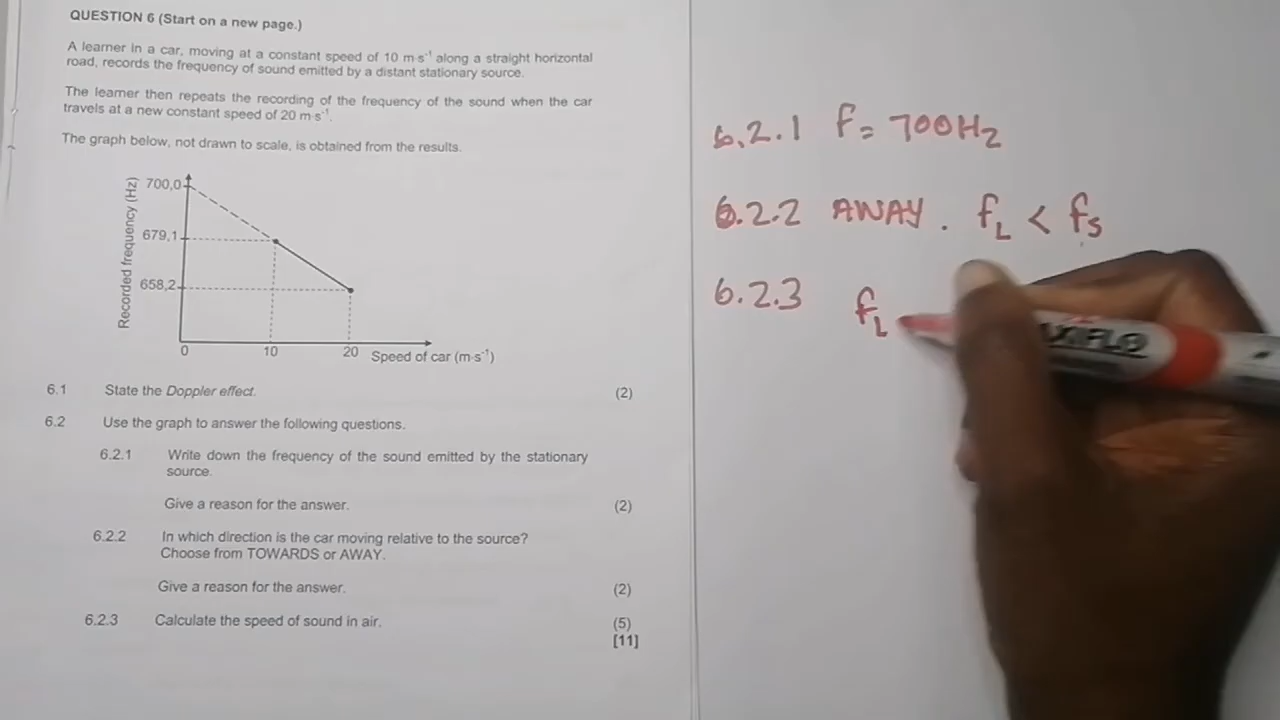 QUESTION 6 (Start on a new page.)
A learner in a car, moving at a constant speed of 10 m·s⁻¹ along a straight horizontal
road, records the frequency of sound emitted by a distant stationary source.
The learner then repeats the recording of the frequency of the sound when the car
travels at a new constant speed of 20 m·s⁻¹.
The graph below, not drawn to scale, is obtained from the results.
Recorded frequency (Hz)
700,0
679,1
658,2
0 10 20 Speed of car (m·s⁻¹)
6.1 State the Doppler effect. (2)
6.2 Use the graph to answer the following questions.
6.2.1 Write down the frequency of the sound emitted by the stationary
source.
Give a reason for the answer. (2)
6.2.2 In which direction is the car moving relative to the source?
Choose from TOWARDS or AWAY.
Give a reason for the answer. (2)
6.2.3 Calculate the speed of sound in air. (5)
[11]
6.2.1 f = 700Hz
6.2.2 AWAY. fL < fs
6.2.3 fL